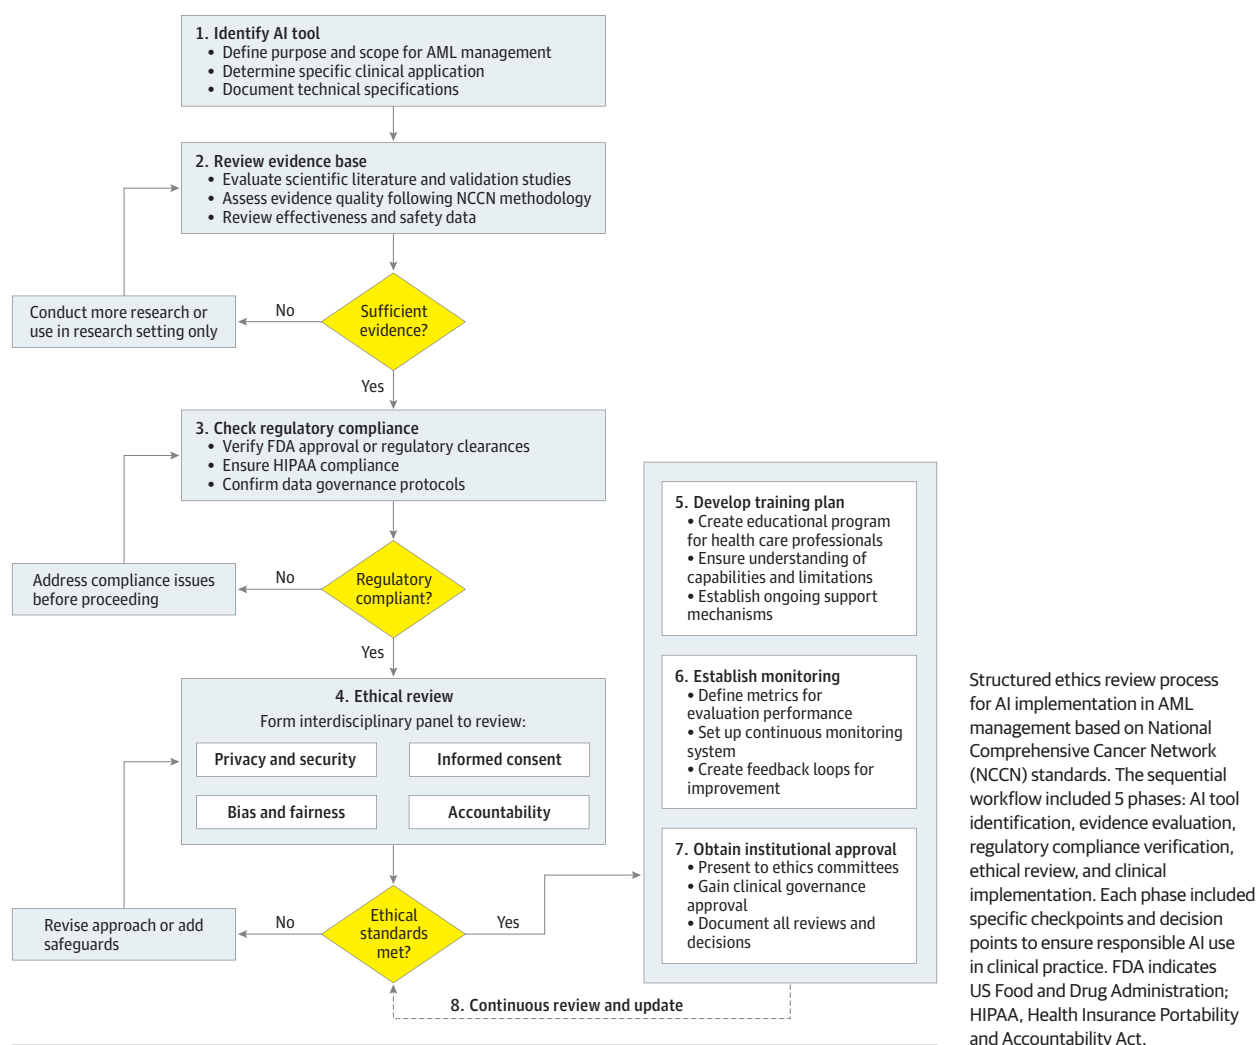 1. Identify AI tool
• Define purpose and scope for AML management
• Determine specific clinical application
• Document technical specifications
2. Review evidence base
• Evaluate scientific literature and validation studies
• Assess evidence quality following NCCN methodology
• Review effectiveness and safety data
Sufficient
evidence?
No
Conduct more research or
use in research setting only
Yes
3. Check regulatory compliance
• Verify FDA approval or regulatory clearances
• Ensure HIPAA compliance
• Confirm data governance protocols
Regulatory
compliant?
No
Address compliance issues
before proceeding
Yes
4. Ethical review
Form interdisciplinary panel to review:
Privacy and security
Informed consent
Bias and fairness
Accountability
Ethical
standards
met?
No
Revise approach or add
safeguards
Yes
5. Develop training plan
• Create educational program
for health care professionals
• Ensure understanding of
capabilities and limitations
• Establish ongoing support
mechanisms
6. Establish monitoring
• Define metrics for
evaluation performance
• Set up continuous monitoring
system
• Create feedback loops for
improvement
7. Obtain institutional approval
• Present to ethics committees
• Gain clinical governance
approval
• Document all reviews and
decisions
8. Continuous review and update
Structured ethics review process
for AI implementation in AML
management based on National
Comprehensive Cancer Network
(NCCN) standards. The sequential
workflow included 5 phases: AI tool
identification, evidence evaluation,
regulatory compliance verification,
ethical review, and clinical
implementation. Each phase included
specific checkpoints and decision
points to ensure responsible AI use
in clinical practice. FDA indicates
US Food and Drug Administration;
HIPAA, Health Insurance Portability
and Accountability Act.